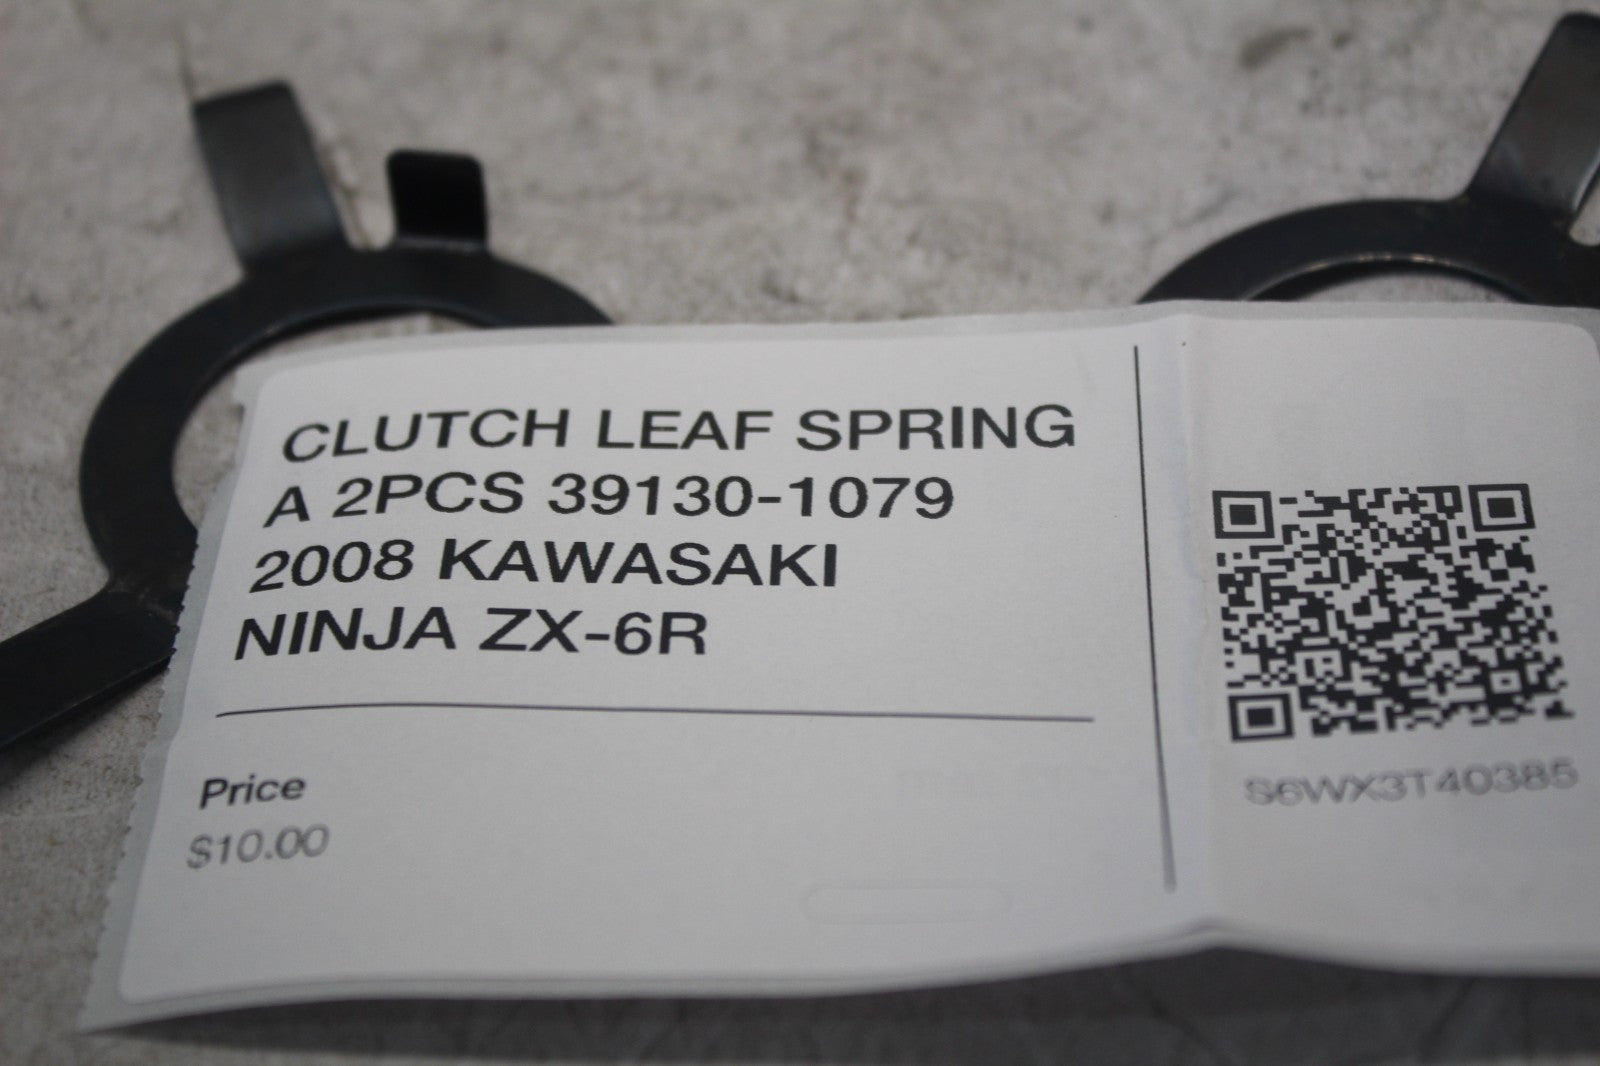 CLUTCH LEAF SPRING
A 2PCS 39130-1079
2008 KAWASAKI
NINJA ZX-6R
Price
$10.00
S6WX3T40385